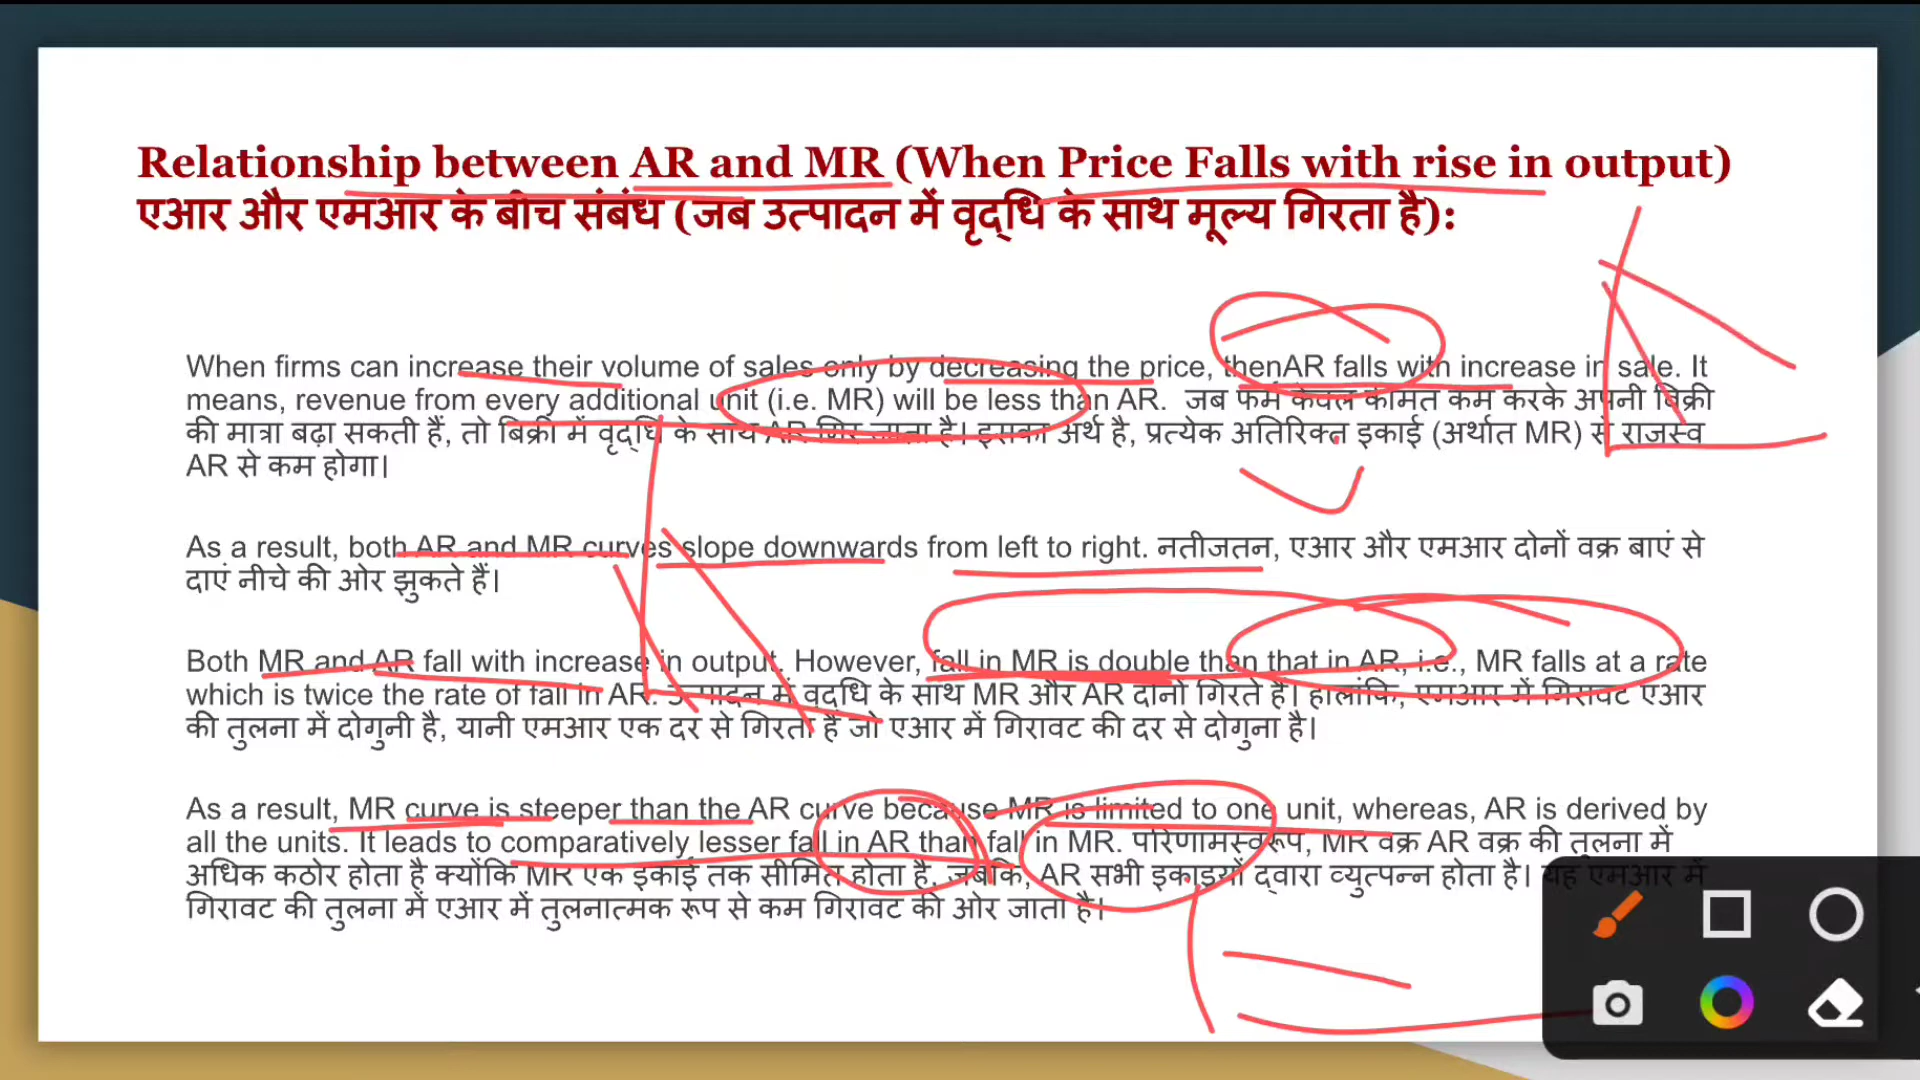 Relationship between AR and MR (When Price Falls with rise in output)
एआर और एमआर के बीच संबंध (जब उत्पादन में वृद्धि के साथ मूल्य गिरता है):
When firms can increase their volume of sales only by decreasing the price, thenAR falls with increase in sale. It
means, revenue from every additional unit (i.e. MR) will be less than AR. जब फर्म केवल कीमत कम करके अपनी बिक्री
की मात्रा बढ़ा सकती हैं, तो बिक्री में वृद्धि के साथ AR गिर जाता है। इसका अर्थ है, प्रत्येक अतिरिक्त इकाई (अर्थात MR) से राजस्व
AR से कम होगा।
As a result, both AR and MR curves slope downwards from left to right. नतीजतन, एआर और एमआर दोनों वक्र बाएं से
दाएं नीचे की ओर झुकते हैं।
Both MR and AR fall with increase in output. However, fall in MR is double than that in AR, i.e., MR falls at a rate
which is twice the rate of fall in AR. उत्पादन में वृद्धि के साथ MR और AR दोनों गिरते हैं। हालांकि, एमआर में गिरावट एआर
की तुलना में दोगुनी है, यानी एमआर एक दर से गिरता है जो एआर में गिरावट की दर से दोगुना है।
As a result, MR curve is steeper than the AR curve because MR is limited to one unit, whereas, AR is derived by
all the units. It leads to comparatively lesser fall in AR than fall in MR. परिणामस्वरूप, MR वक्र AR वक्र की तुलना में
अधिक कठोर होता है क्योंकि MR एक इकाई तक सीमित होता है, जबकि, AR सभी इकाइयों द्वारा व्युत्पन्न होता है। यह एमआर में
गिरावट की तुलना में एआर में तुलनात्मक रूप से कम गिरावट की ओर जाता है।